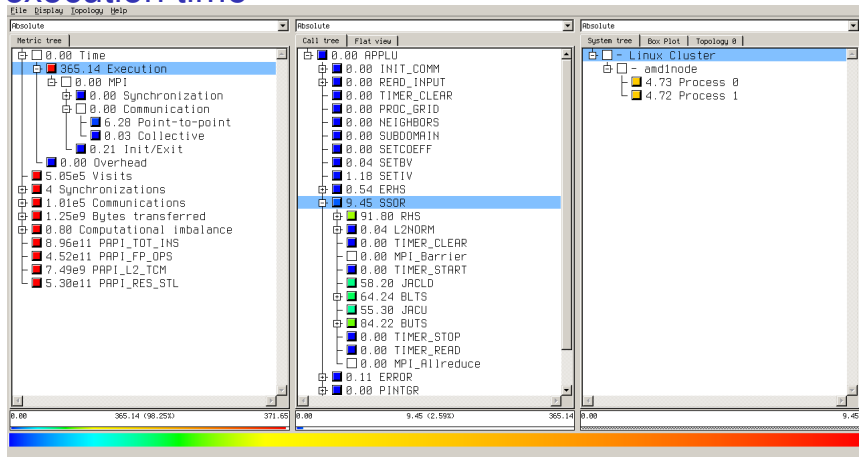 execution time
File Display Topology Help
Absolute
Metric tree
0.00 Time
365.14 Execution
0.00 MPI
0.00 Synchronization
0.00 Communication
6.28 Point-to-point
0.03 Collective
0.21 Init/Exit
0.00 Overhead
5.05e5 Visits
4 Synchronizations
1.01e5 Communications
1.25e9 Bytes transferred
0.80 Computational imbalance
8.96e11 PAPI_TOT_INS
4.52e11 PAPI_FP_OPS
7.49e9 PAPI_L2_TCM
5.30e11 PAPI_RES_STL
0.00 365.14 (98.25%) 371.65
Absolute
Call tree Flat view
0.00 APPLU
0.00 INIT_COMM
0.00 READ_INPUT
0.00 TIMER_CLEAR
0.00 PROC_GRID
0.00 NEIGHBORS
0.00 SUBDOMAIN
0.00 SETCOEFF
0.04 SETBV
1.18 SETIV
0.54 ERHS
9.45 SSOR
91.80 RHS
0.04 L2NORM
0.00 TIMER_CLEAR
0.00 MPI_Barrier
0.00 TIMER_START
58.20 JACLD
64.24 BLTS
55.30 JACU
84.22 BUTS
0.00 TIMER_STOP
0.00 TIMER_READ
0.00 MPI_Allreduce
0.11 ERROR
0.00 PINTGR
0.00 9.45 (2.59%) 365.14
Absolute
System tree Box Plot Topology 0
- Linux Cluster
- amd1node
4.73 Process 0
4.72 Process 1
0.00 9.45